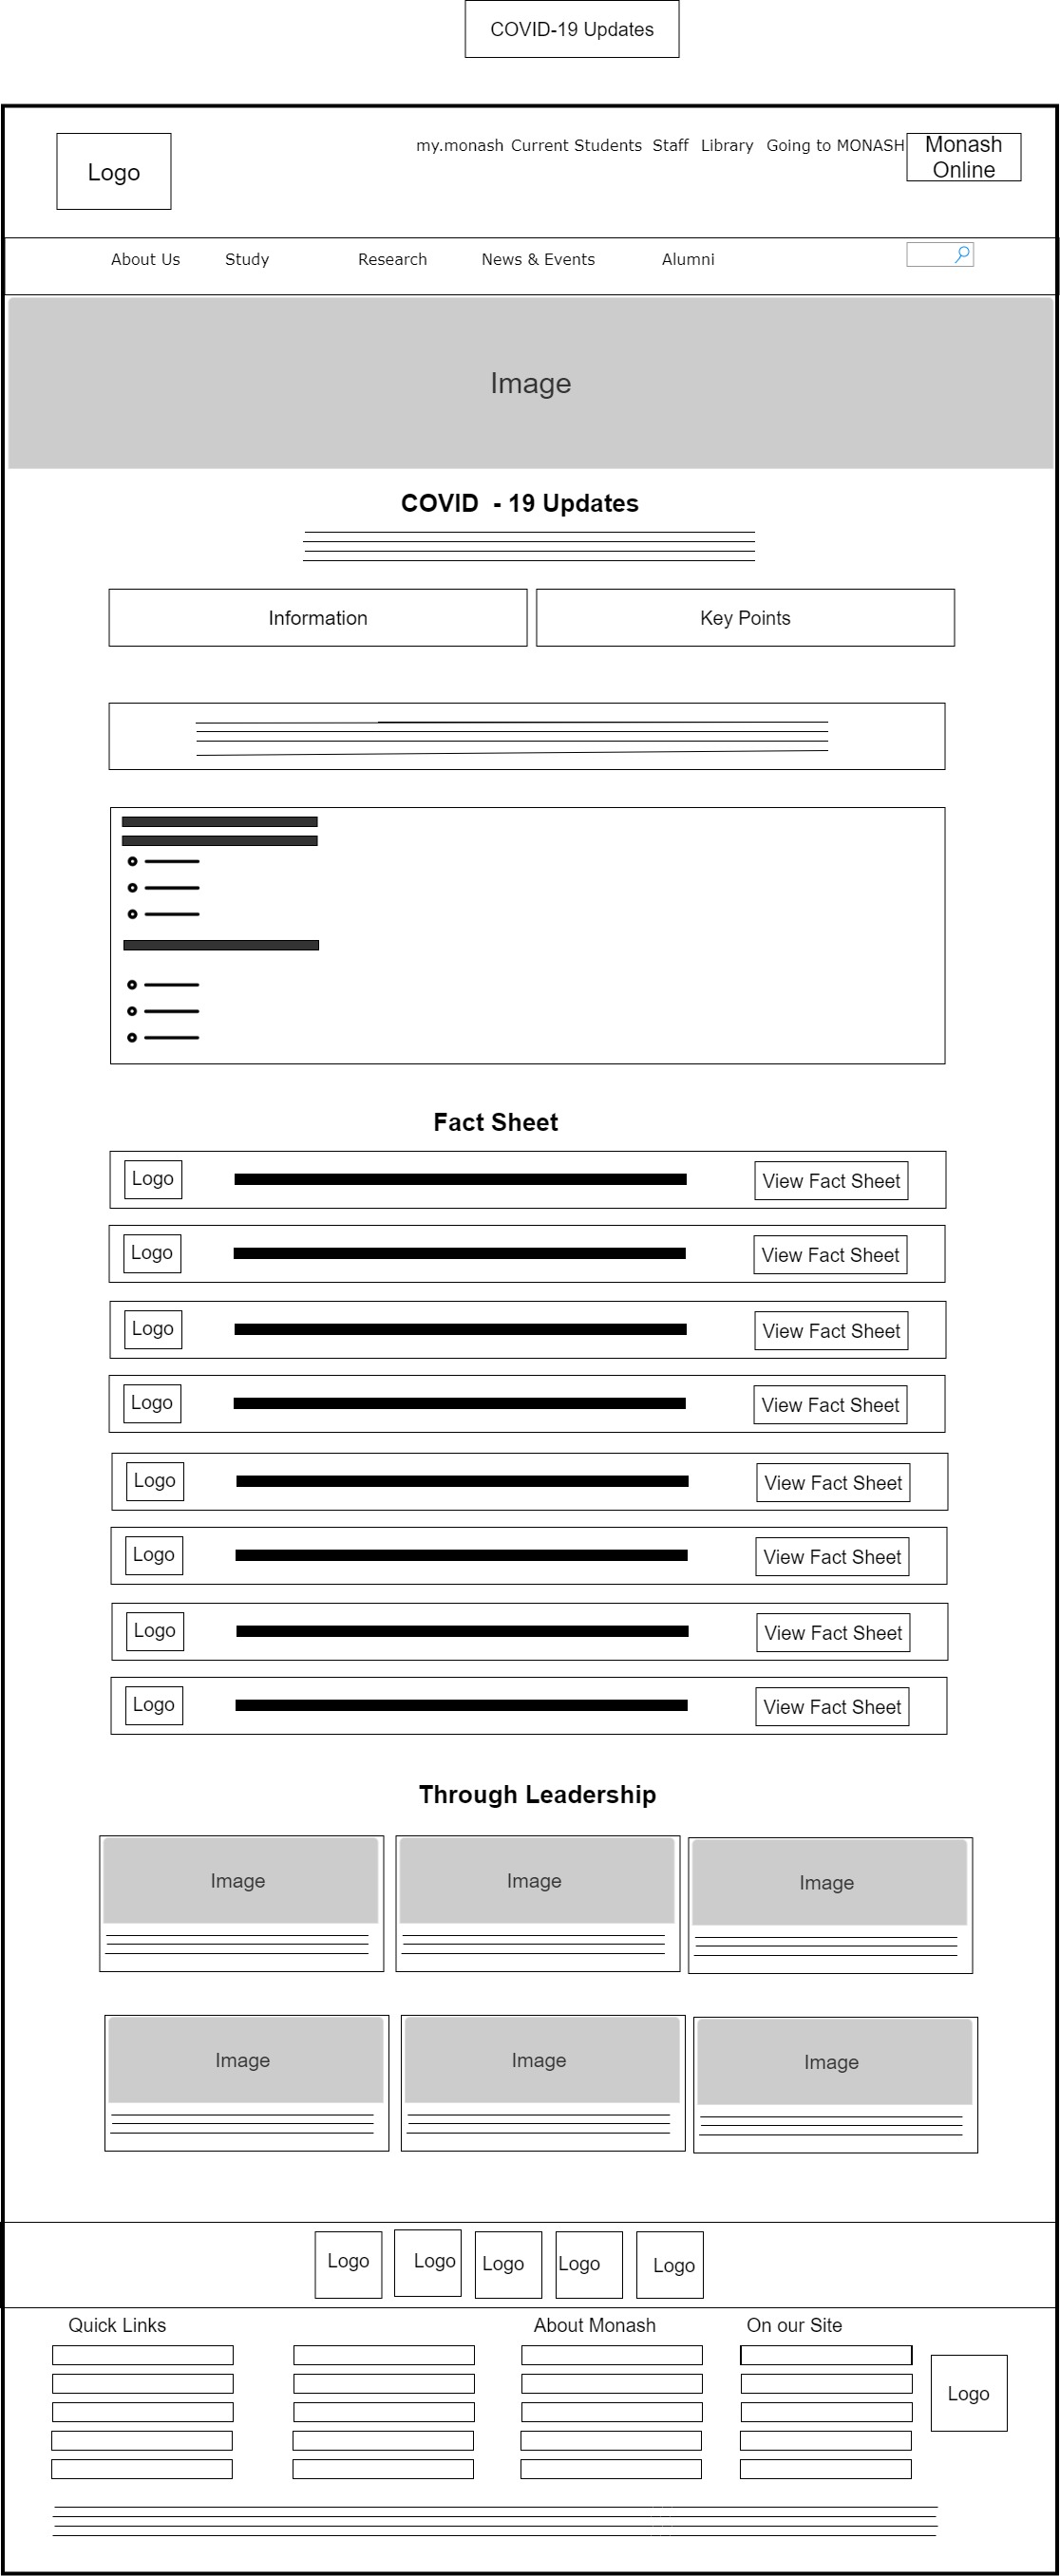 COVID-19 Updates
Logo
my.monash Current Students Staff Library Going to MONASH
Monash
Online
About Us Study Research News & Events Alumni
Image
COVID - 19 Updates
Information Key Points
Fact Sheet
Logo View Fact Sheet
Logo View Fact Sheet
Logo View Fact Sheet
Logo View Fact Sheet
Logo View Fact Sheet
Logo View Fact Sheet
Logo View Fact Sheet
Logo View Fact Sheet
Through Leadership
Image Image Image
Image Image Image
Logo Logo Logo Logo Logo
Quick Links About Monash On our Site
Logo